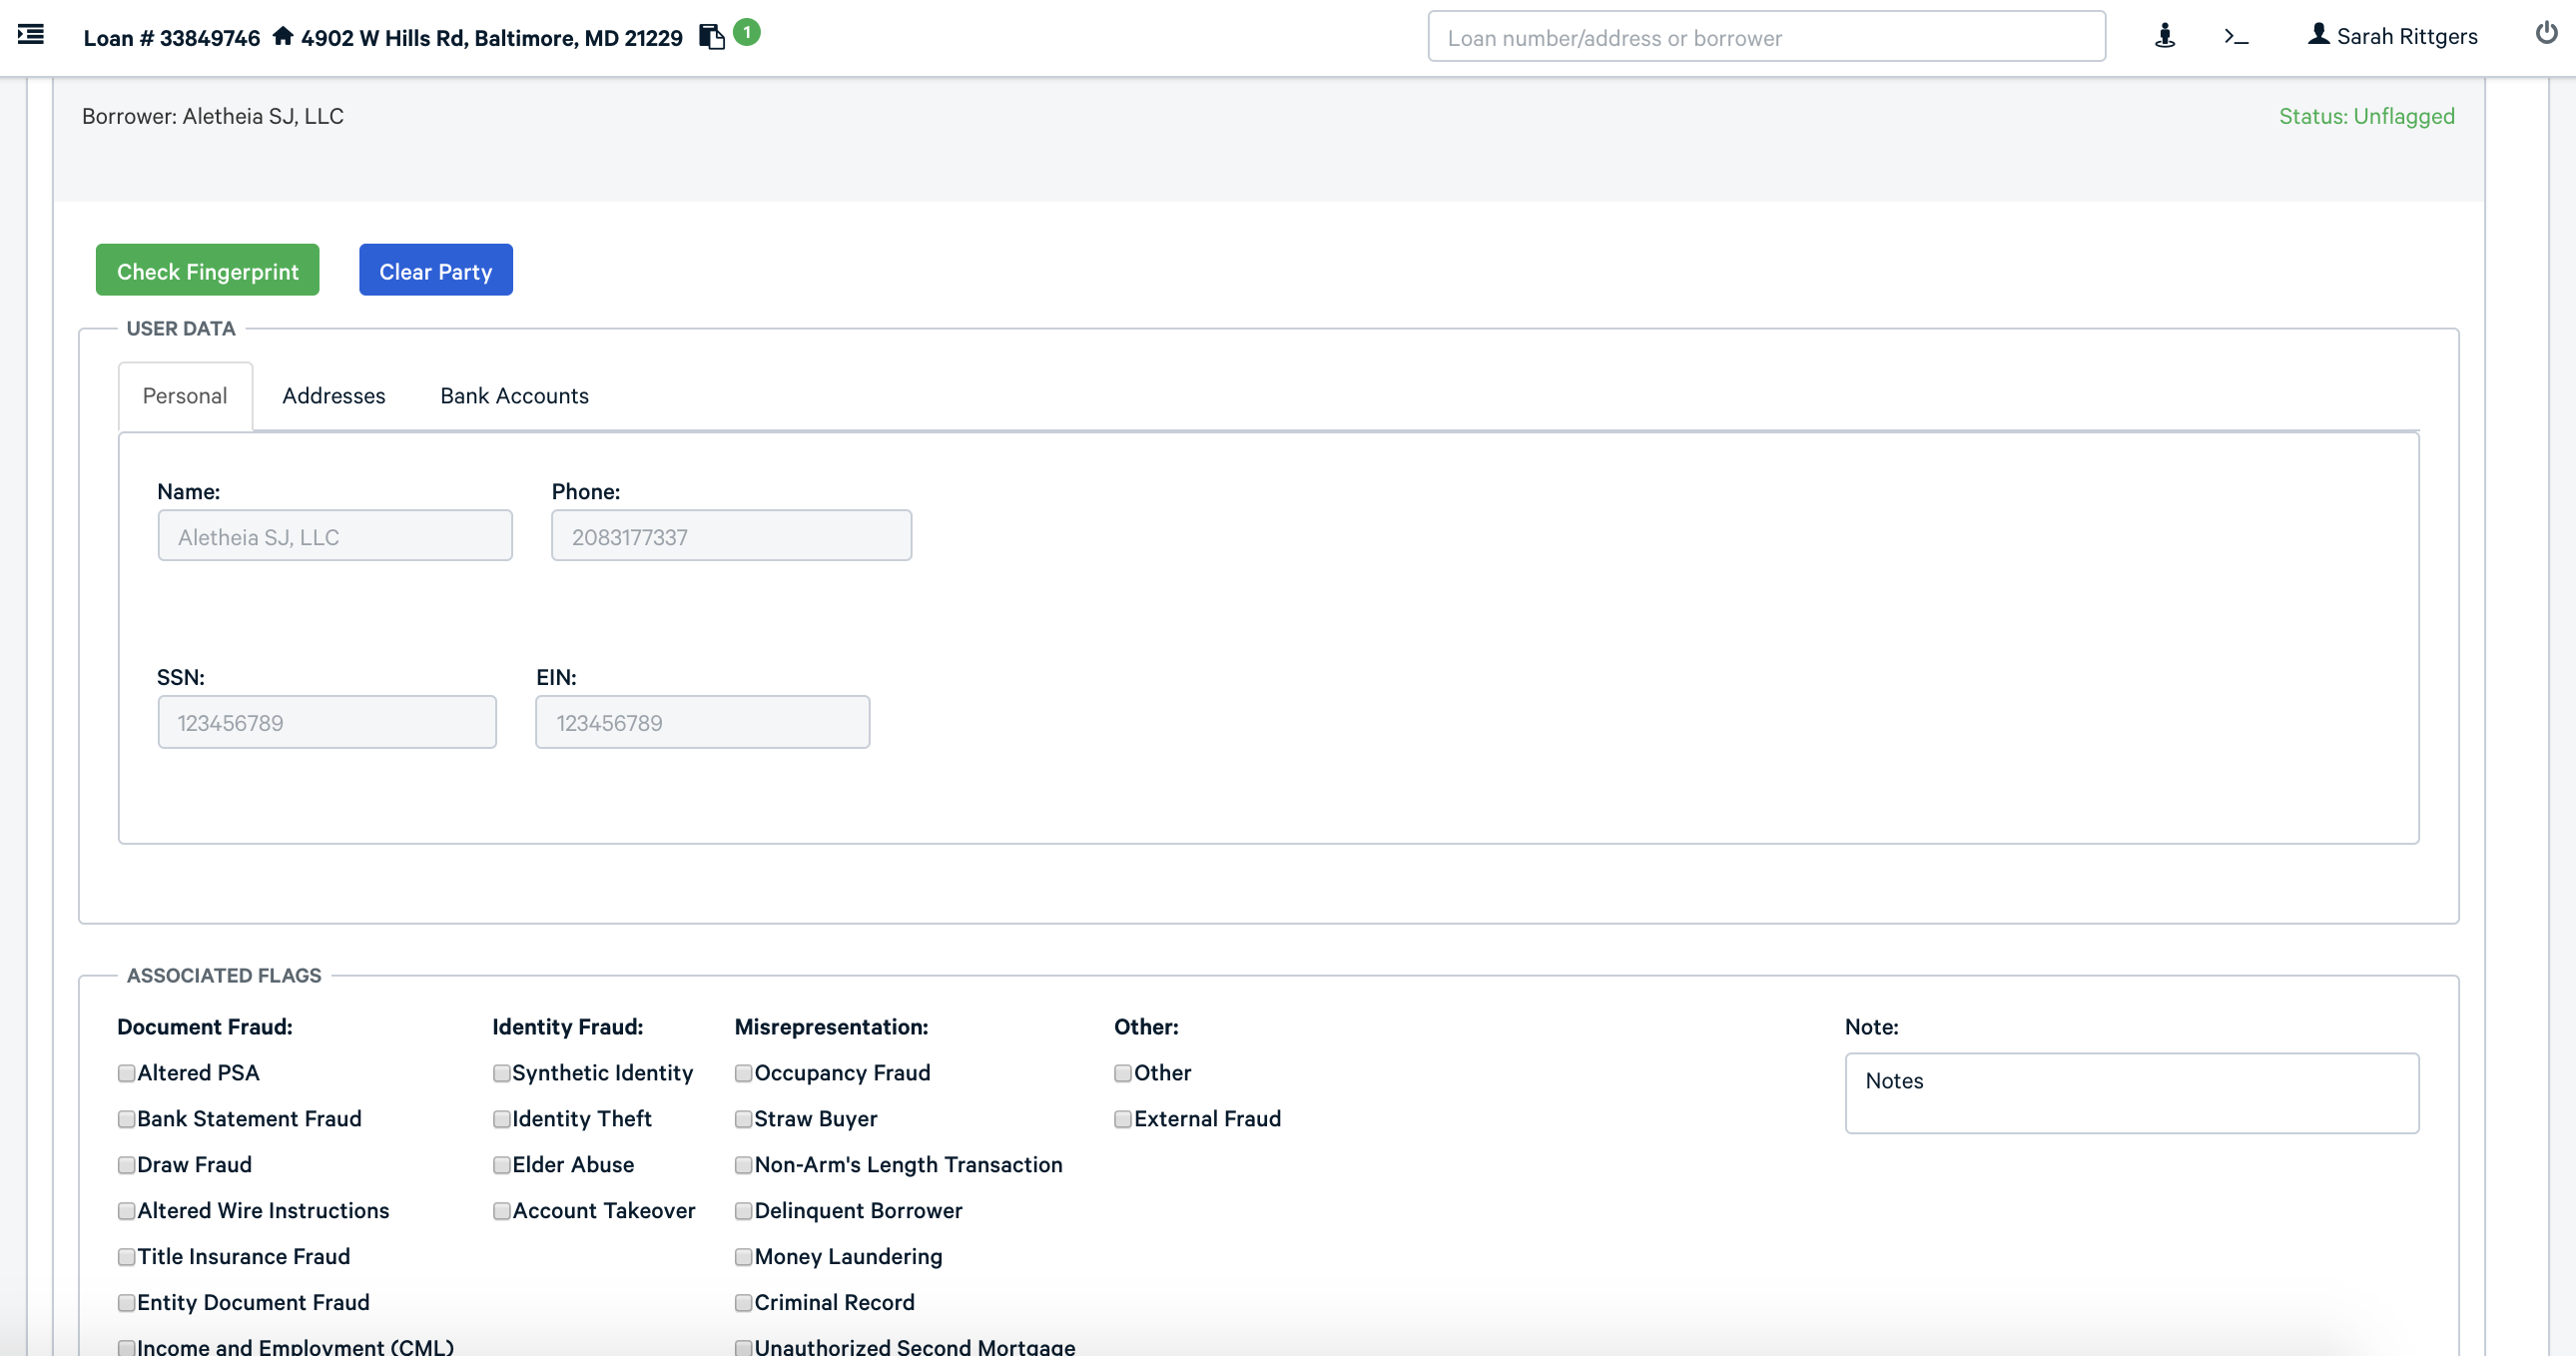 Loan # 33849746 4902 W Hills Rd, Baltimore, MD 21229 1 Loan number/address or borrower >_ Sarah Rittgers
Borrower: Aletheia SJ, LLC Status: Unflagged
Check Fingerprint Clear Party
USER DATA
Personal Addresses Bank Accounts
Name: Phone:
Aletheia SJ, LLC 2083177337
SSN: EIN:
123456789 123456789
ASSOCIATED FLAGS
Document Fraud: Identity Fraud: Misrepresentation: Other: Note:
Altered PSA Synthetic Identity Occupancy Fraud Other Notes
Bank Statement Fraud Identity Theft Straw Buyer External Fraud
Draw Fraud Elder Abuse Non-Arm's Length Transaction
Altered Wire Instructions Account Takeover Delinquent Borrower
Title Insurance Fraud Money Laundering
Entity Document Fraud Criminal Record
Income and Employment (CML) Unauthorized Second Mortgage